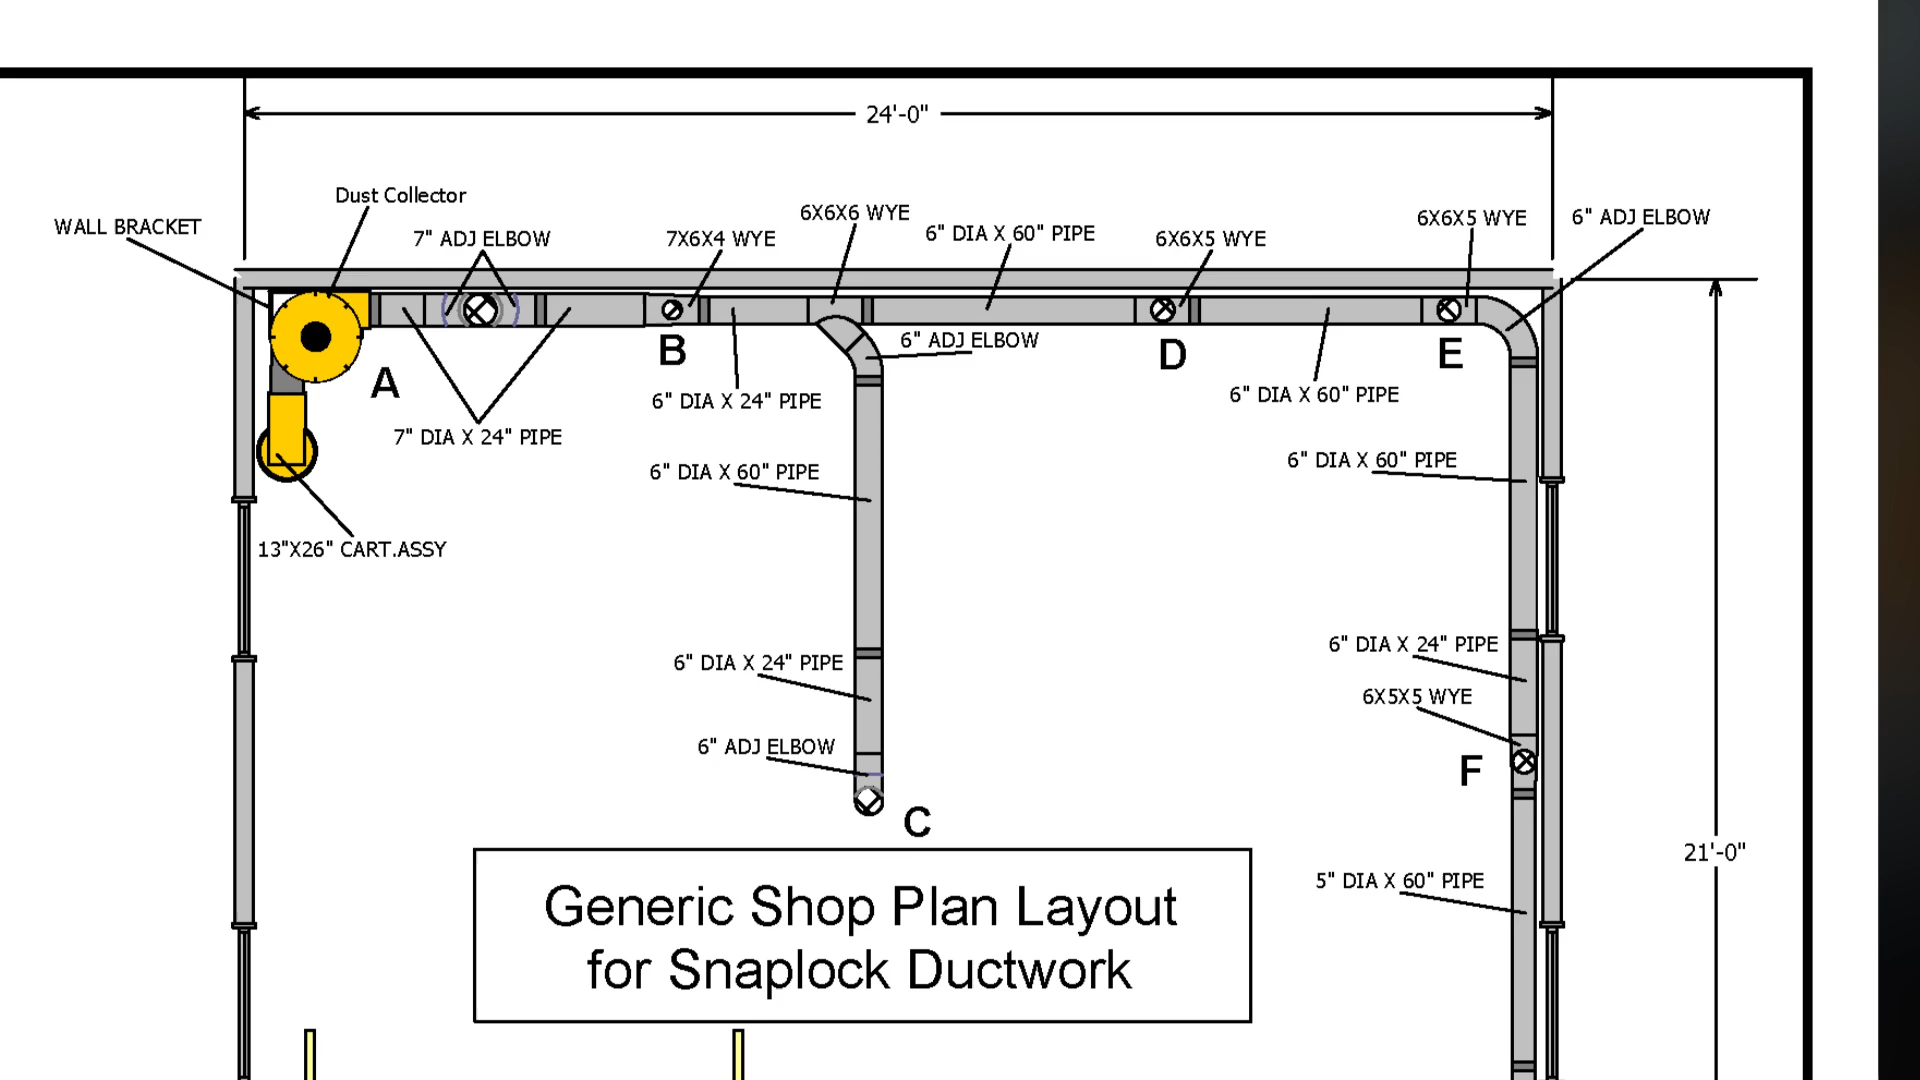 24'-0"
Dust Collector
WALL BRACKET
7" ADJ ELBOW
7X6X4 WYE
6X6X6 WYE
6" DIA X 60" PIPE
6X6X5 WYE
6X6X5 WYE
6" ADJ ELBOW
A
B
6" ADJ ELBOW
D
E
6" DIA X 24" PIPE
6" DIA X 60" PIPE
7" DIA X 24" PIPE
6" DIA X 60" PIPE
6" DIA X 60" PIPE
13"X26" CART.ASSY
6" DIA X 24" PIPE
6" DIA X 24" PIPE
6X5X5 WYE
6" ADJ ELBOW
F
C
21'-0"
5" DIA X 60" PIPE
Generic Shop Plan Layout
for Snaplock Ductwork